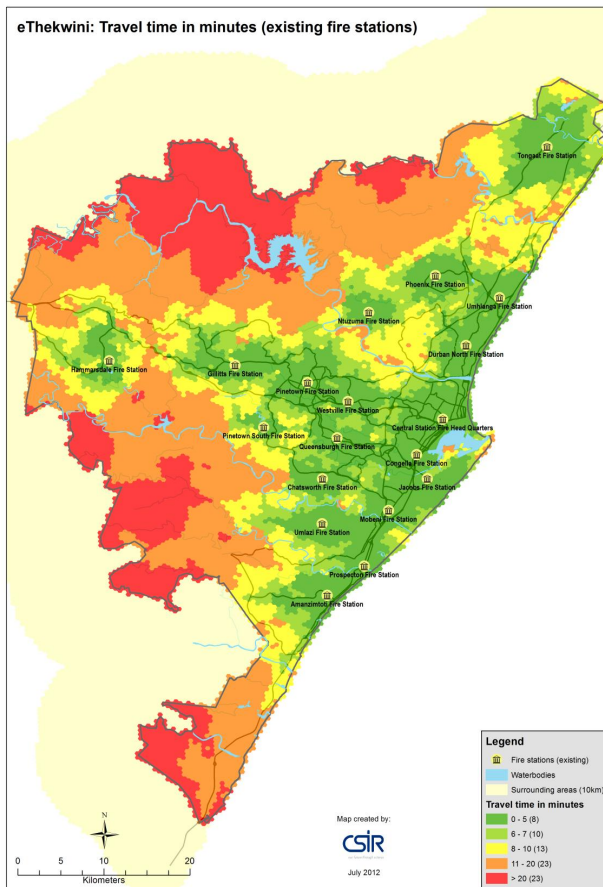 eThekwini: Travel time in minutes (existing fire stations)
Tongaat Fire Station
Phoenix Fire Station
Umhlanga Fire Station
Ntuzuma Fire Station
Durban North Fire Station
Hammarsdale Fire Station
Gillitts Fire Station
Pinetown Fire Station
Westville Fire Station
Central Station Fire Head Quarters
Pinetown South Fire Station
Queensburgh Fire Station
Congella Fire Station
Chatsworth Fire Station
Jacobs Fire Station
Mobeni Fire Station
Umlazi Fire Station
Prospecton Fire Station
Amanzimtoti Fire Station
Legend
Fire stations (existing)
Waterbodies
Surrounding areas (10km)
Travel time in minutes
0 - 5 (8)
6 - 7 (10)
8 - 10 (13)
11 - 20 (23)
> 20 (23)
Map created by:
CSIR
July 2012
N
0 5 10 20
Kilometers